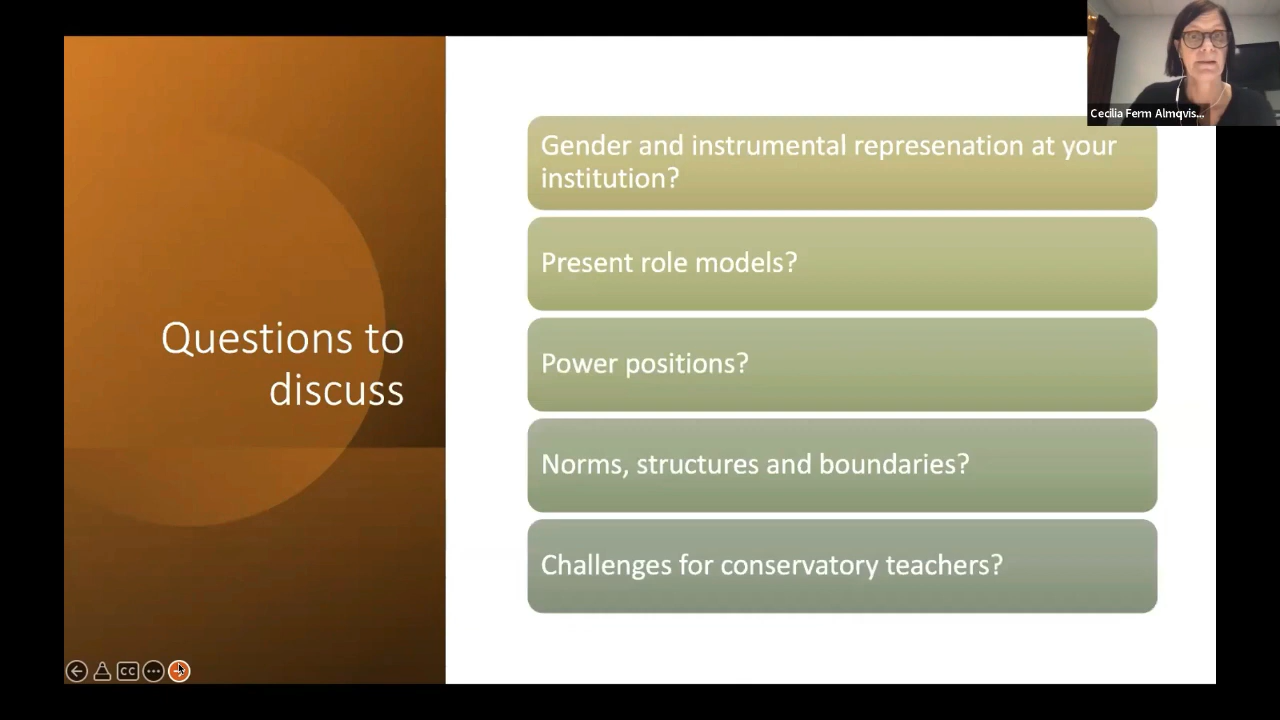 Cecilia Ferm Almqvis...
Questions to
discuss
Gender and instrumental represenation at your
institution?
Present role models?
Power positions?
Norms, structures and boundaries?
Challenges for conservatory teachers?
CC